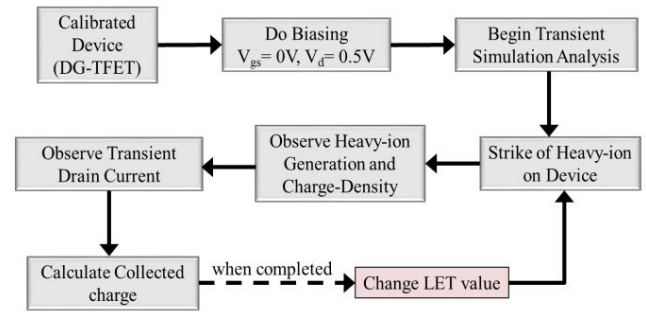 Calibrated
Device
(DG-TFET)
Do Biasing
Vgs= 0V, Vd= 0.5V
Begin Transient
Simulation Analysis
Strike of Heavy-ion
on Device
Observe Heavy-ion
Generation and
Charge-Density
Observe Transient
Drain Current
Calculate Collected
charge
when completed
Change LET value